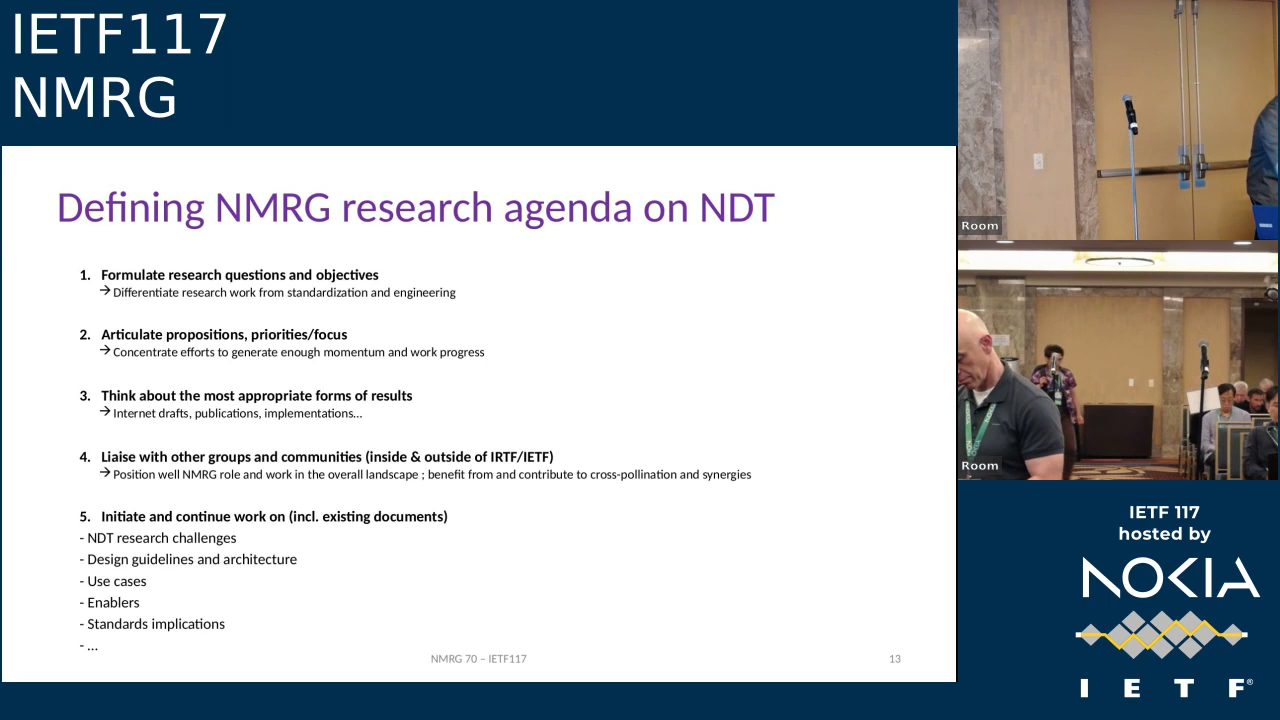 IETF117
NMRG
Defining NMRG research agenda on NDT
1. Formulate research questions and objectives
→ Differentiate research work from standardization and engineering
2. Articulate propositions, priorities/focus
→ Concentrate efforts to generate enough momentum and work progress
3. Think about the most appropriate forms of results
→ Internet drafts, publications, implementations...
4. Liaise with other groups and communities (inside & outside of IRTF/IETF)
→ Position well NMRG role and work in the overall landscape ; benefit from and contribute to cross-pollination and synergies
5. Initiate and continue work on (incl. existing documents)
- NDT research challenges
- Design guidelines and architecture
- Use cases
- Enablers
- Standards implications
- ...
NMRG 70 – IETF117
13
Room
Room
IETF 117
hosted by
NOKIA
I E T F®